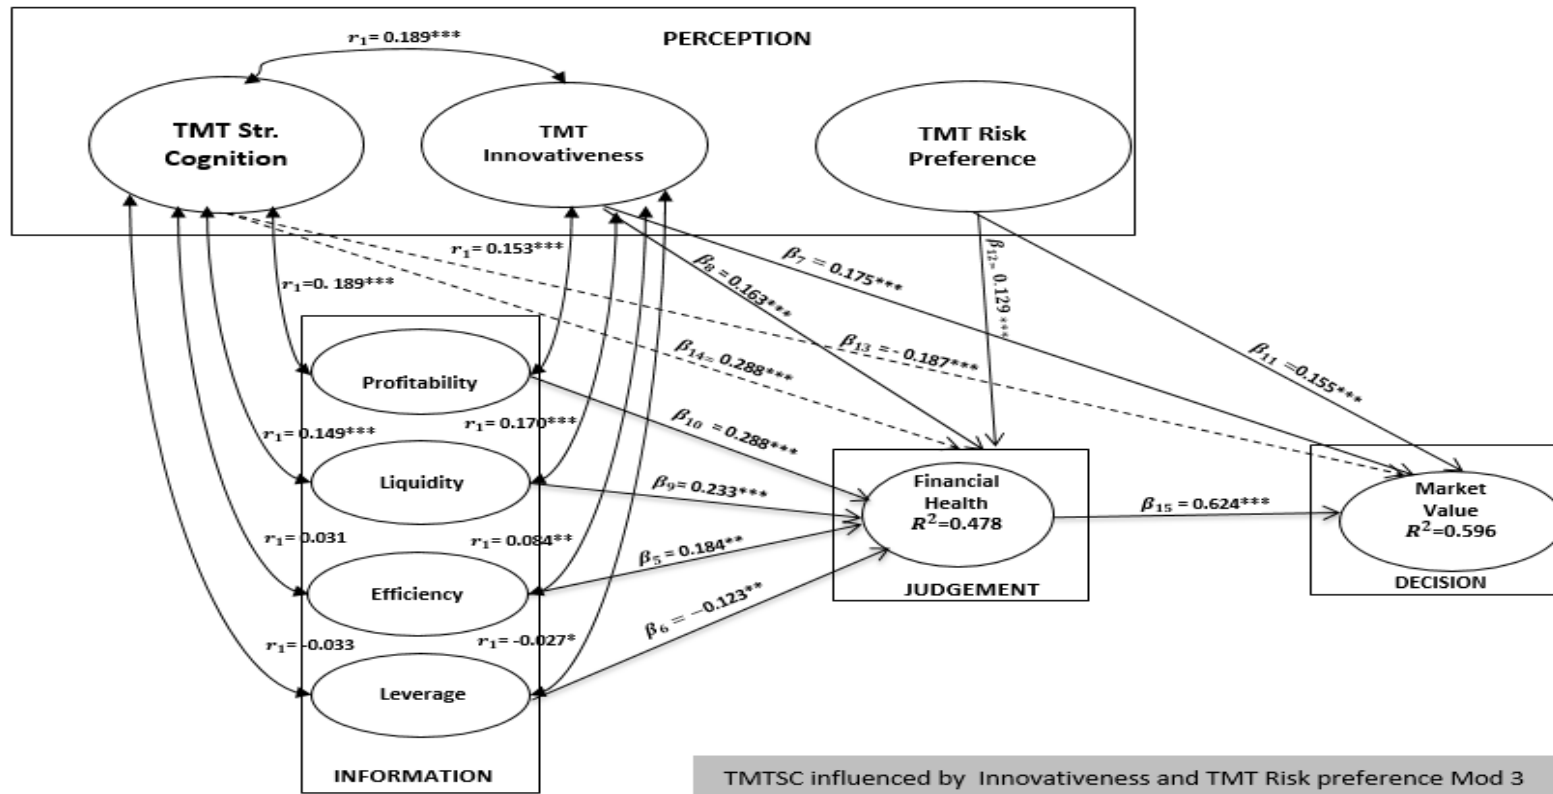 r₁= 0.189***
PERCEPTION
TMT Str.
Cognition
TMT
Innovativeness
TMT Risk
Preference
r₁= 0.153***
r₁=0. 189***
β₈ = 0.163***
β₇ = 0.175***
β₁₂= 0.129 ***
β₁₄= 0.288***
β₁₃ =- 0.187***
β₁₁ =0.155***
Profitability
r₁= 0.149***
r₁= 0.170***
β₁₀ = 0.288***
Liquidity
β₉= 0.233***
Financial
Health
R²=0.478
JUDGEMENT
β₁₅ = 0.624***
Market
Value
R²=0.596
DECISION
r₁= 0.031
r₁= 0.084**
β₅ = 0.184**
Efficiency
β₆ = −0.123**
r₁= -0.033
r₁= -0.027*
Leverage
INFORMATION
TMTSC influenced by Innovativeness and TMT Risk preference Mod 3